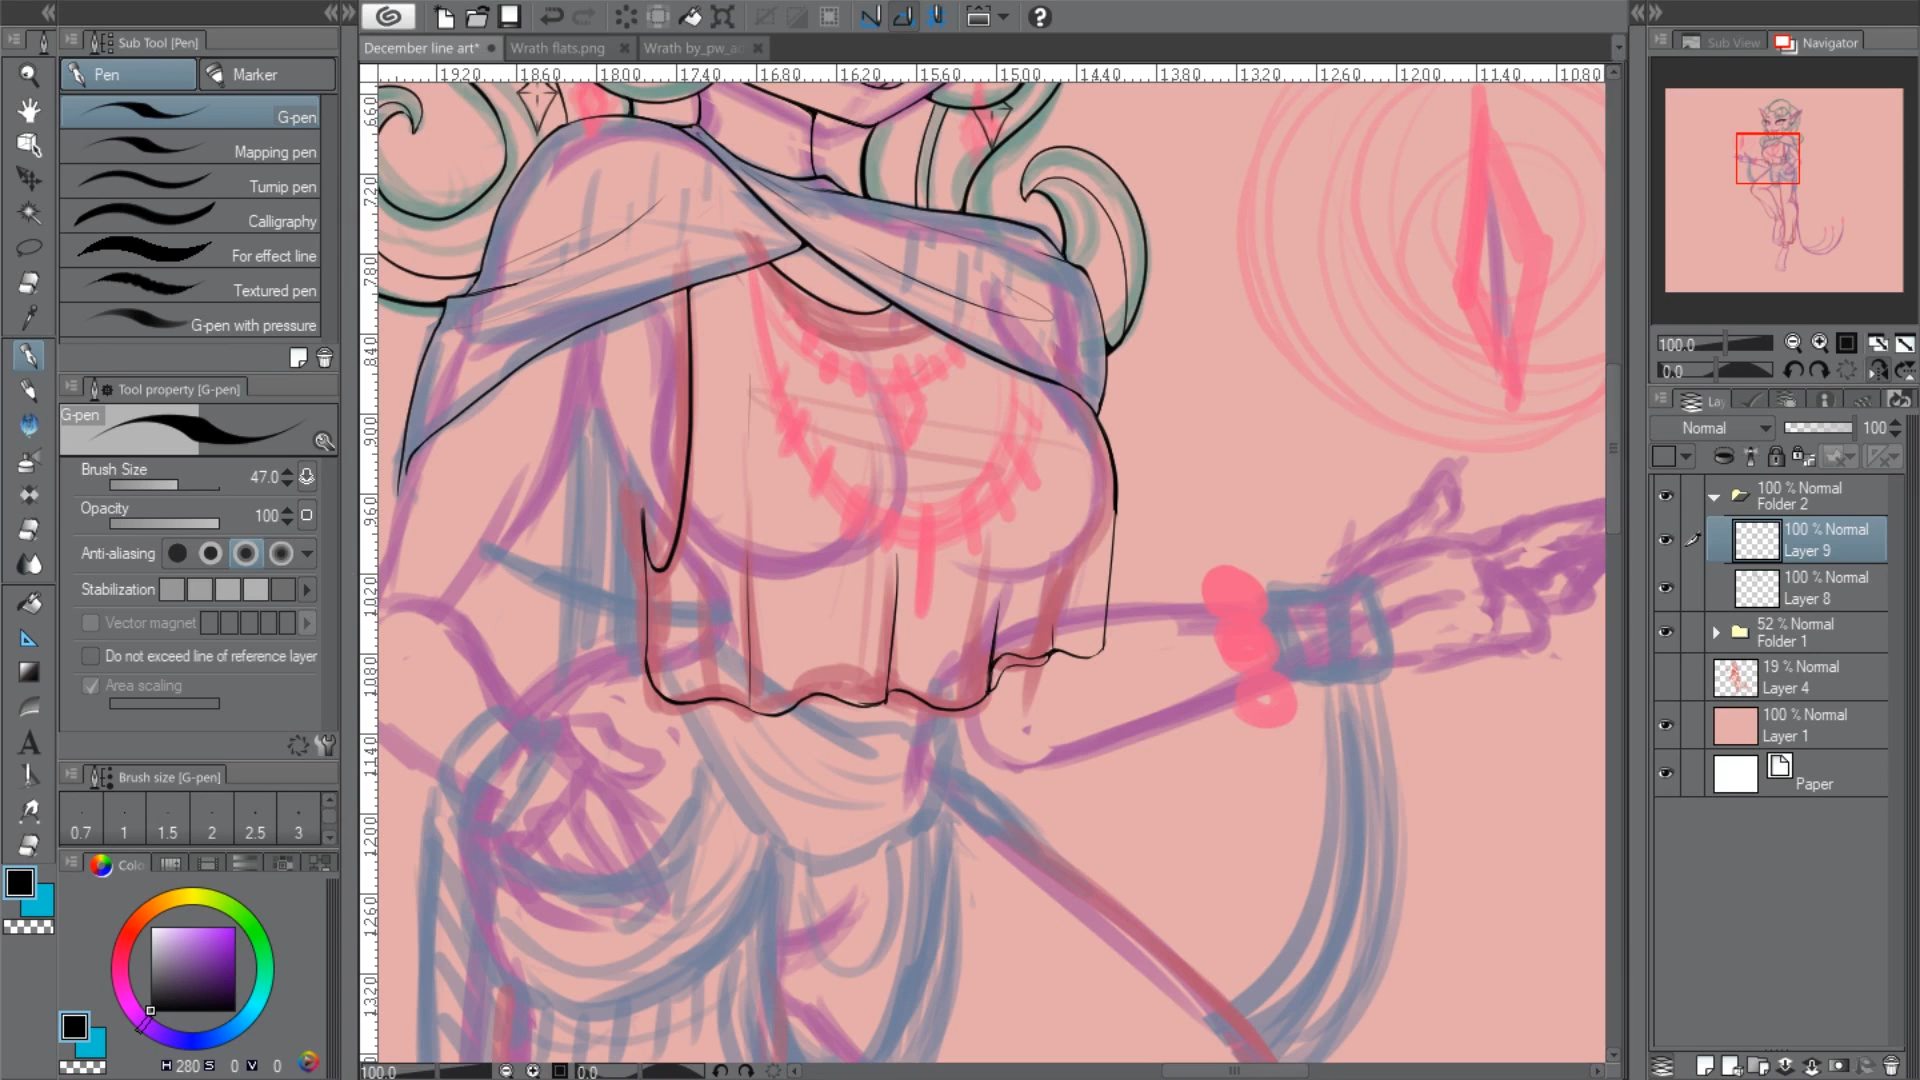 Sub Tool [Pen]
Pen
Marker
G-pen
Mapping pen
Turnip pen
Calligraphy
For effect line
Textured pen
G-pen with pressure
Tool property [G-pen]
G-pen
Brush Size
47.0
Opacity
100
Anti-aliasing
Stabilization
Vector magnet
Do not exceed line of reference layer
Area scaling
Brush size [G-pen]
0.7 1 1.5 2 2.5 3
Colo
H 280 S 0 V 0
December line art*
Wrath flats.png
Wrath by_pw_a
1920 1860 1800 1740 1680 1620 1560 1500 1440 1380 1320 1260 1200 1140 1080
660
720
780
840
900
960
1020
1080
1140
1200
1260
1320
100.0
0.0
Sub View
Navigator
100.0
0.0
Lay
Normal
100
100 % Normal
Folder 2
100 % Normal
Layer 9
100 % Normal
Layer 8
52 % Normal
Folder 1
19 % Normal
Layer 4
100 % Normal
Layer 1
Paper